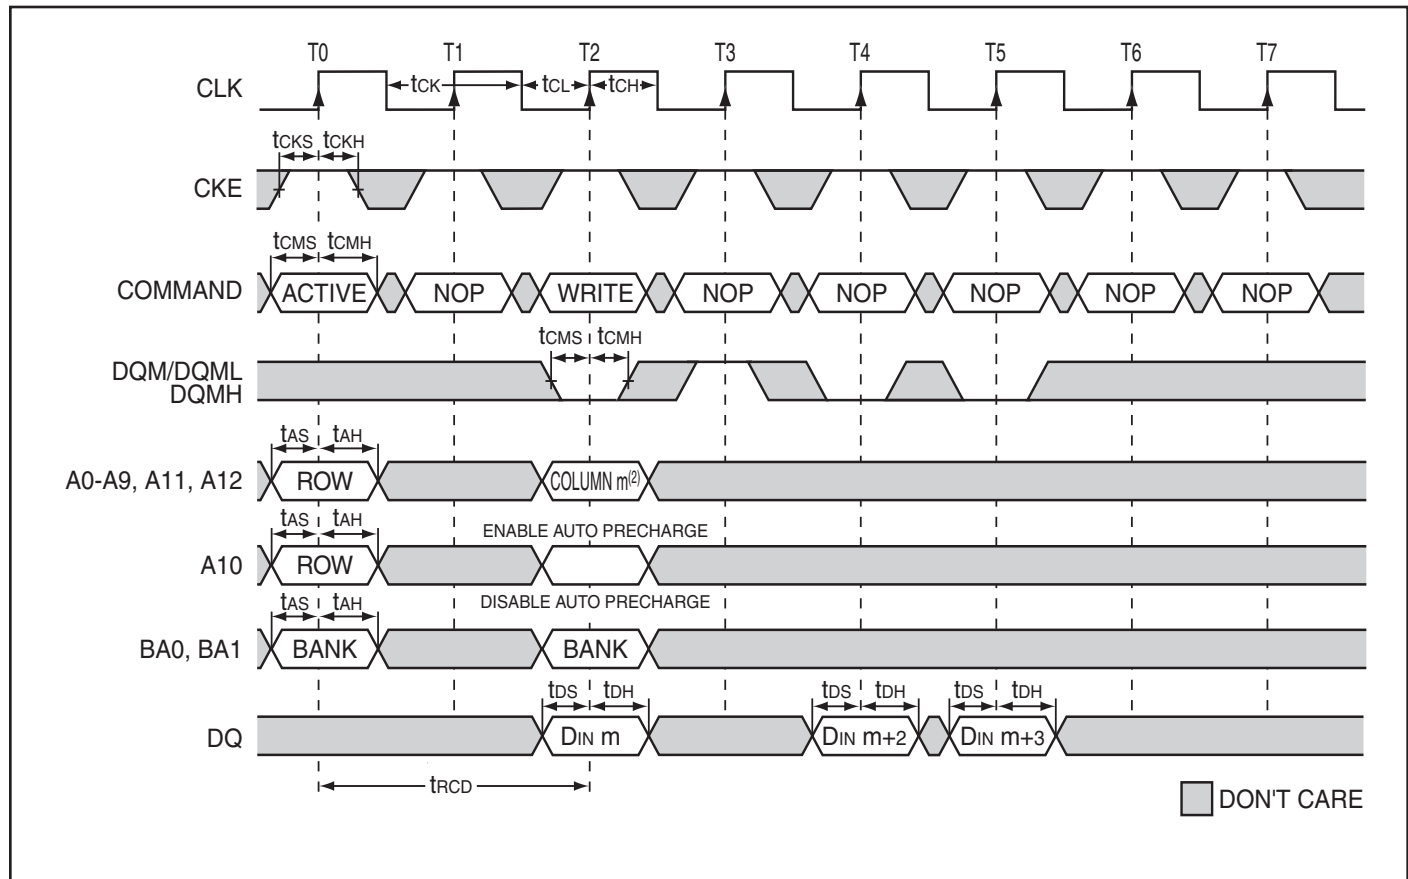 T0 T1 T2 T3 T4 T5 T6 T7
CLK
tCK tCL tCH
tCKS tCKH
CKE
tCMS tCMH
COMMAND ACTIVE NOP WRITE NOP NOP NOP NOP NOP
tCMS tCMH
DQM/DQML
DQMH
tAS tAH
A0-A9, A11, A12 ROW COLUMN m(2)
tAS tAH ENABLE AUTO PRECHARGE
A10 ROW
tAS tAH DISABLE AUTO PRECHARGE
BA0, BA1 BANK BANK
tDS tDH tDS tDH tDS tDH
DQ DIN m DIN m+2 DIN m+3
tRCD
DON'T CARE